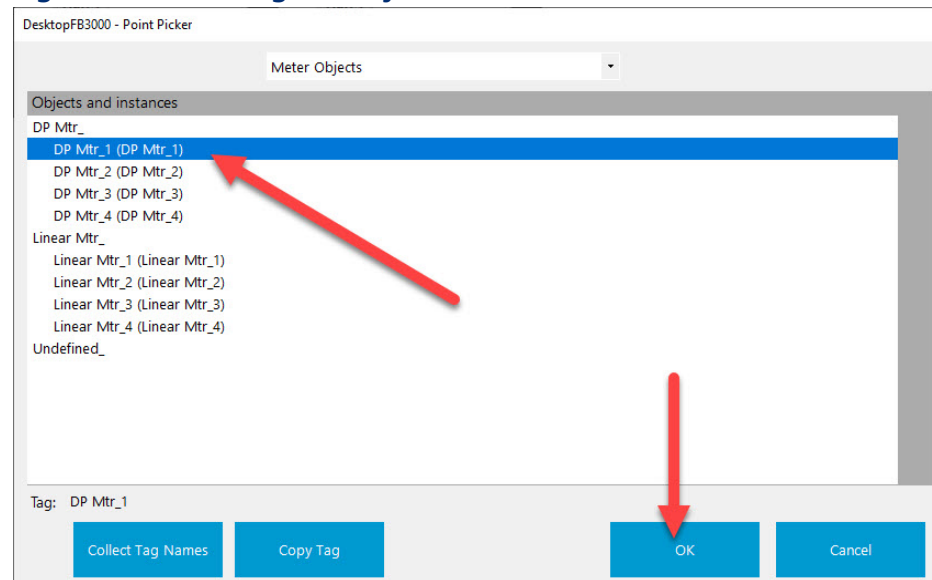 DesktopFB3000 - Point Picker
Meter Objects
Objects and instances
DP Mtr_
DP Mtr_1 (DP Mtr_1)
DP Mtr_2 (DP Mtr_2)
DP Mtr_3 (DP Mtr_3)
DP Mtr_4 (DP Mtr_4)
Linear Mtr_
Linear Mtr_1 (Linear Mtr_1)
Linear Mtr_2 (Linear Mtr_2)
Linear Mtr_3 (Linear Mtr_3)
Linear Mtr_4 (Linear Mtr_4)
Undefined_
Tag: DP Mtr_1
Collect Tag Names Copy Tag OK Cancel